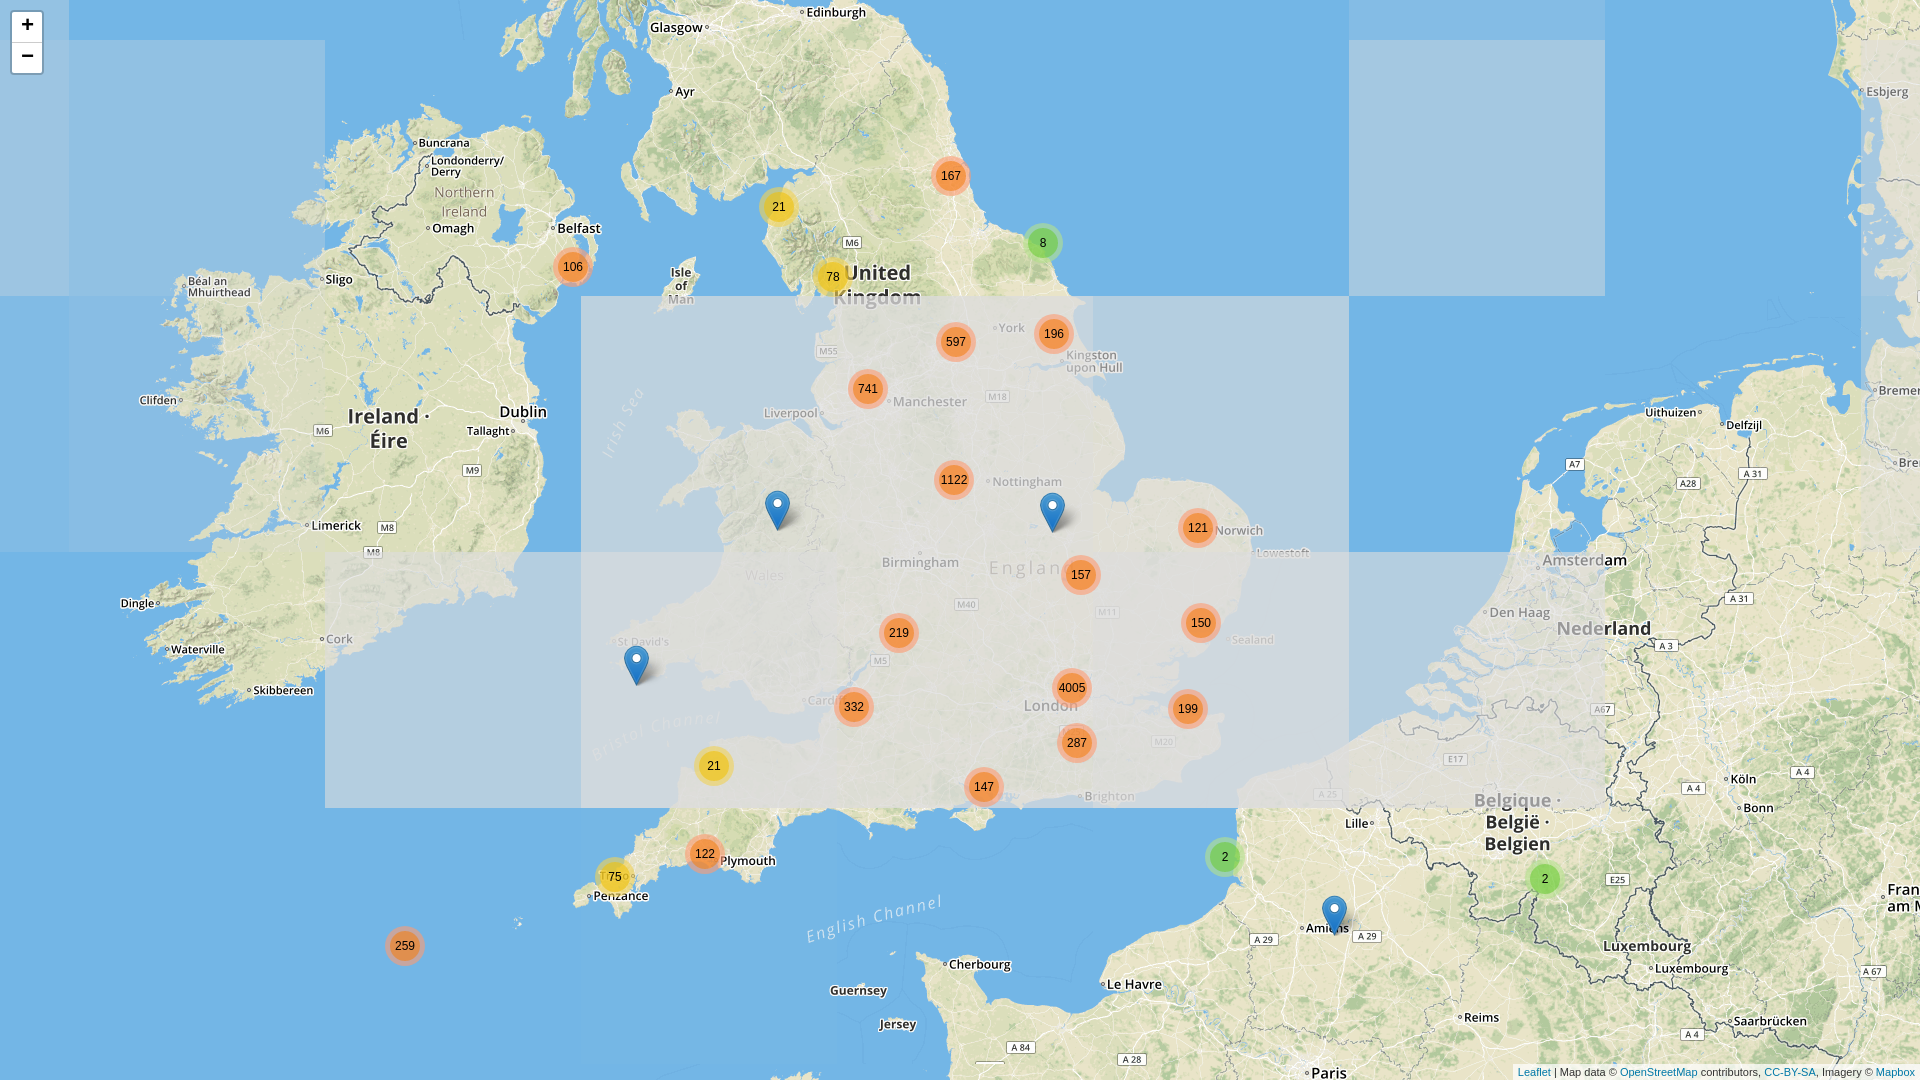 +
−
Edinburgh
Glasgow
Ayr
Buncrana
Londonderry/
Derry
167
Northern
Ireland
21
Omagh
Belfast
M6
8
Esbjerg
106
78
United
Kingdom
Isle
of
Man
Sligo
Béal an
Mhuirthead
York
196
597
M55
Kingston
upon Hull
741
Manchester
M18
Clifden
Irish Sea
Liverpool
Dublin
Ireland ·
Éire
M6
Tallaght
Uithuizen
Delfzijl
M9
A7
A 31
A28
1122
Nottingham
Limerick
M8
121
Norwich
M8
Lowestoft
Birmingham
Amsterdam
Wales
Englan
157
A 31
Dingle
M40
M11
Den Haag
150
Cork
219
St David's
Sealand
Nederland
A 3
Waterville
M5
Skibbereen
4005
Cardiff
332
London
199
A67
Bristol Channel
287
M20
E17
21
A 4
Köln
147
A 4
Brighton
A 25
Belgique ·
België ·
Belgien
Bonn
Lille
122
Plymouth
2
75
Penzance
2
E25
English Channel
Amiens
A 29
A 29
259
Luxembourg
Luxembourg
A 67
Cherbourg
Le Havre
Guernsey
Jersey
Reims
Saarbrücken
A 4
A 84
A 28
Paris
Leaflet | Map data © OpenStreetMap contributors, CC-BY-SA, Imagery © Mapbox